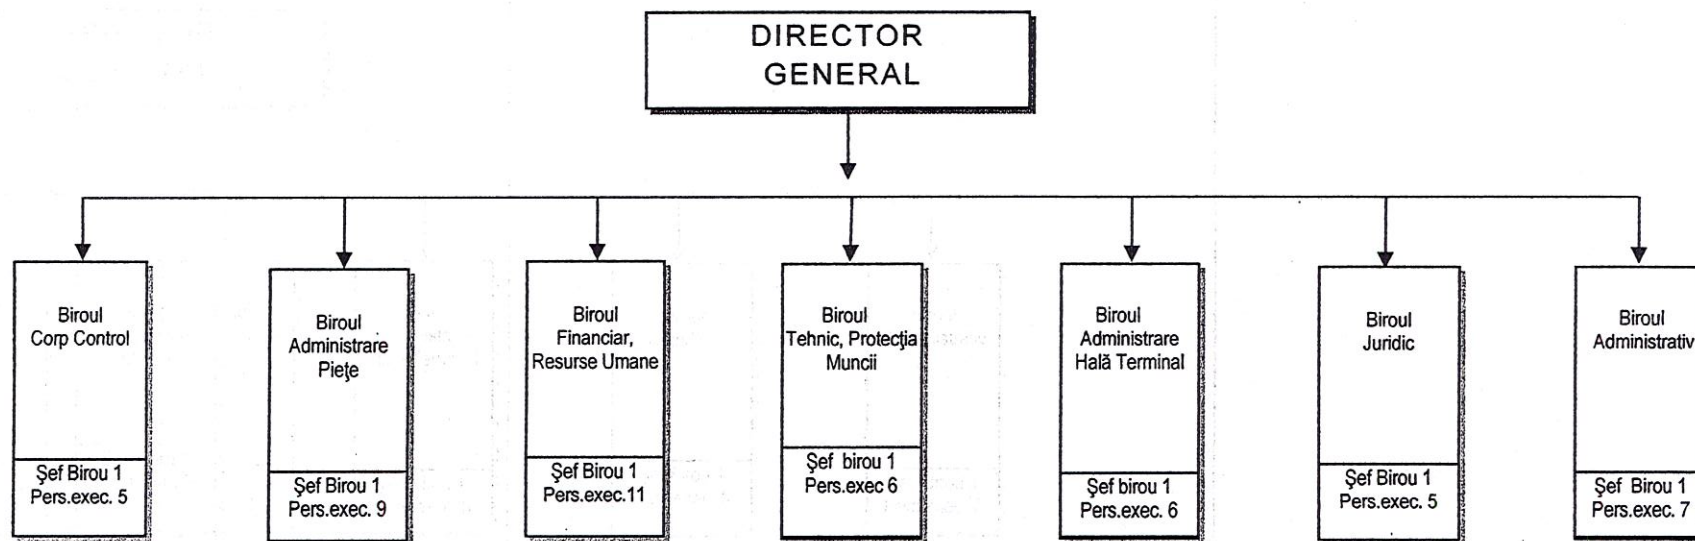 DIRECTOR
GENERAL
Biroul
Corp Control
Şef Birou 1
Pers.exec. 5
Biroul
Administrare
Pieţe
Şef Birou 1
Pers.exec. 9
Biroul
Financiar,
Resurse Umane
Şef Birou 1
Pers.exec.11
Biroul
Tehnic, Protecţia
Muncii
Şef birou 1
Pers.exec 6
Biroul
Administrare
Hală Terminal
Şef birou 1
Pers.exec. 6
Biroul
Juridic
Şef Birou 1
Pers.exec. 5
Biroul
Administrativ
Şef Birou 1
Pers.exec. 7